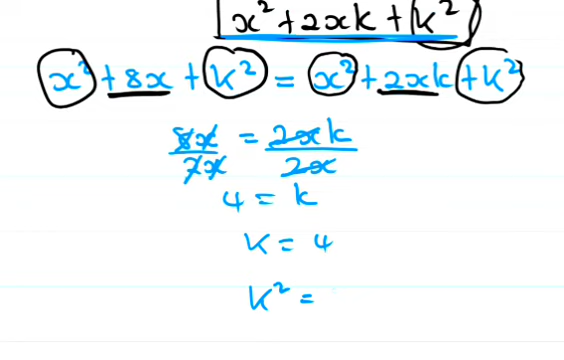 x² + 2xk + k²
x² + 8x + k² = x² + 2xk + k²
8x/2x = 2xk/2x
4 = k
k = 4
k² =